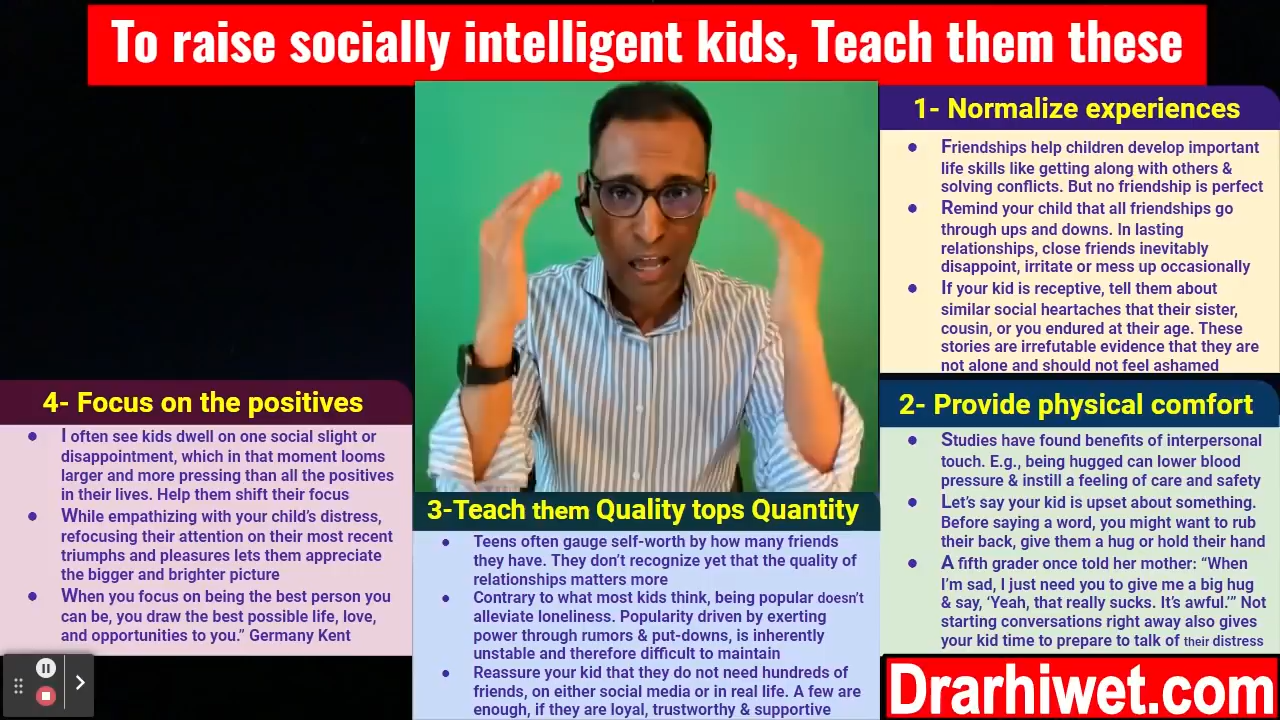 To raise socially intelligent kids, Teach them these
1- Normalize experiences
● Friendships help children develop important
life skills like getting along with others &
solving conflicts. But no friendship is perfect
● Remind your child that all friendships go
through ups and downs. In lasting
relationships, close friends inevitably
disappoint, irritate or mess up occasionally
● If your kid is receptive, tell them about
similar social heartaches that their sister,
cousin, or you endured at their age. These
stories are irrefutable evidence that they are
not alone and should not feel ashamed
2- Provide physical comfort
● Studies have found benefits of interpersonal
touch. E.g., being hugged can lower blood
pressure & instill a feeling of care and safety
● Let's say your kid is upset about something.
Before saying a word, you might want to rub
their back, give them a hug or hold their hand
● A fifth grader once told her mother: “When
I'm sad, I just need you to give me a big hug
& say, ‘Yeah, that really sucks. It's awful.’” Not
starting conversations right away also gives
your kid time to prepare to talk of their distress
3-Teach them Quality tops Quantity
● Teens often gauge self-worth by how many friends
they have. They don't recognize yet that the quality of
relationships matters more
● Contrary to what most kids think, being popular doesn't
alleviate loneliness. Popularity driven by exerting
power through rumors & put-downs, is inherently
unstable and therefore difficult to maintain
● Reassure your kid that they do not need hundreds of
friends, on either social media or in real life. A few are
enough, if they are loyal, trustworthy & supportive
4- Focus on the positives
● I often see kids dwell on one social slight or
disappointment, which in that moment looms
larger and more pressing than all the positives
in their lives. Help them shift their focus
● While empathizing with your child's distress,
refocusing their attention on their most recent
triumphs and pleasures lets them appreciate
the bigger and brighter picture
● When you focus on being the best person you
can be, you draw the best possible life, love,
and opportunities to you.” Germany Kent
Drarhiwet.com